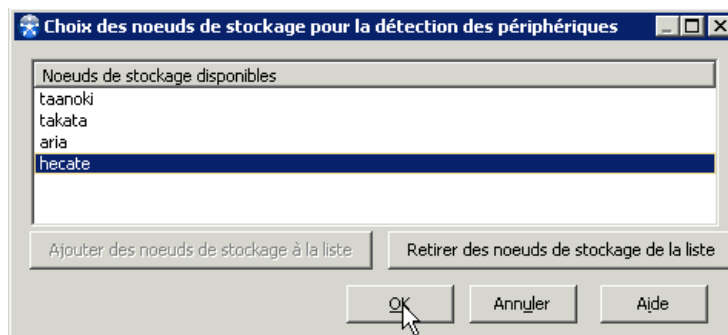 Choix des noeuds de stockage pour la détection des périphériques
Noeuds de stockage disponibles
taanoki
takata
aria
hecate
Ajouter des noeuds de stockage à la liste
Retirer des noeuds de stockage de la liste
OK
Annuler
Aide